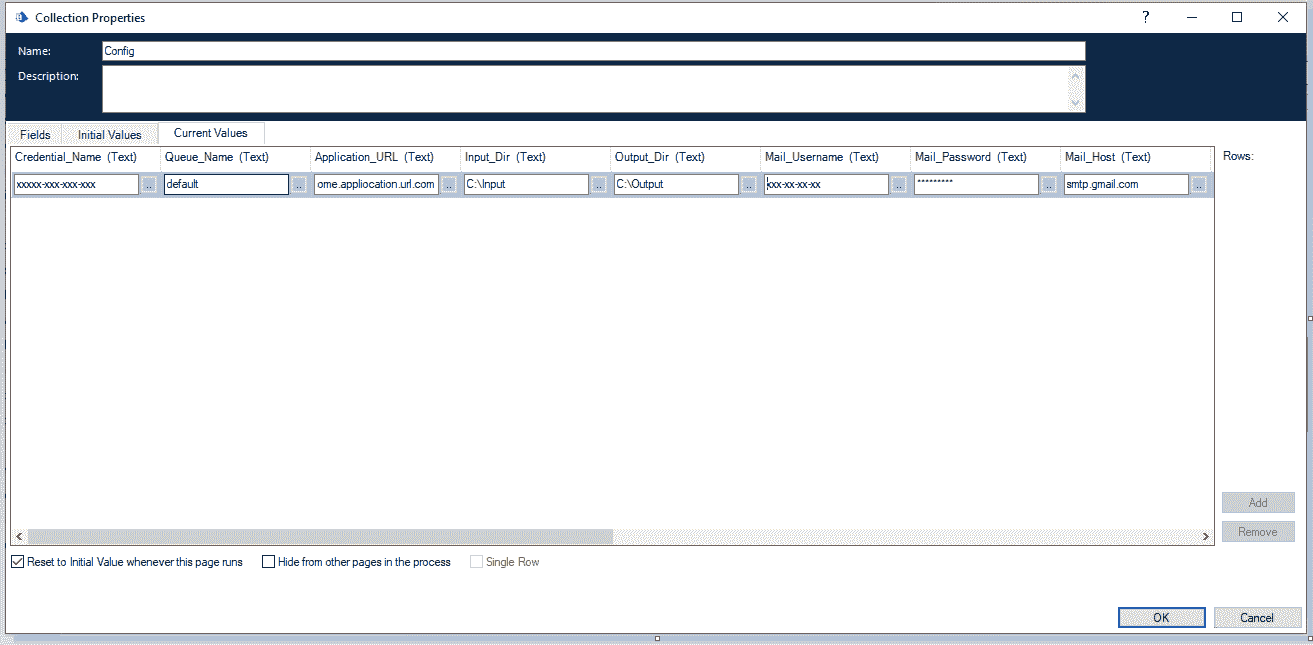 Collection Properties
?
Name: Config
Description:
Fields Initial Values Current Values
Credential_Name (Text) Queue_Name (Text) Application_URL (Text) Input_Dir (Text) Output_Dir (Text) Mail_Username (Text) Mail_Password (Text) Mail_Host (Text) Rows:
xxxxx-xxx-xxx-xxx .. default .. ome.appliocation.url.com .. C:\Input .. C:\Output .. xxx-xx-xx-xx .. ********* .. smtp.gmail.com ..
Add
Remove
Reset to Initial Value whenever this page runs Hide from other pages in the process Single Row
OK Cancel